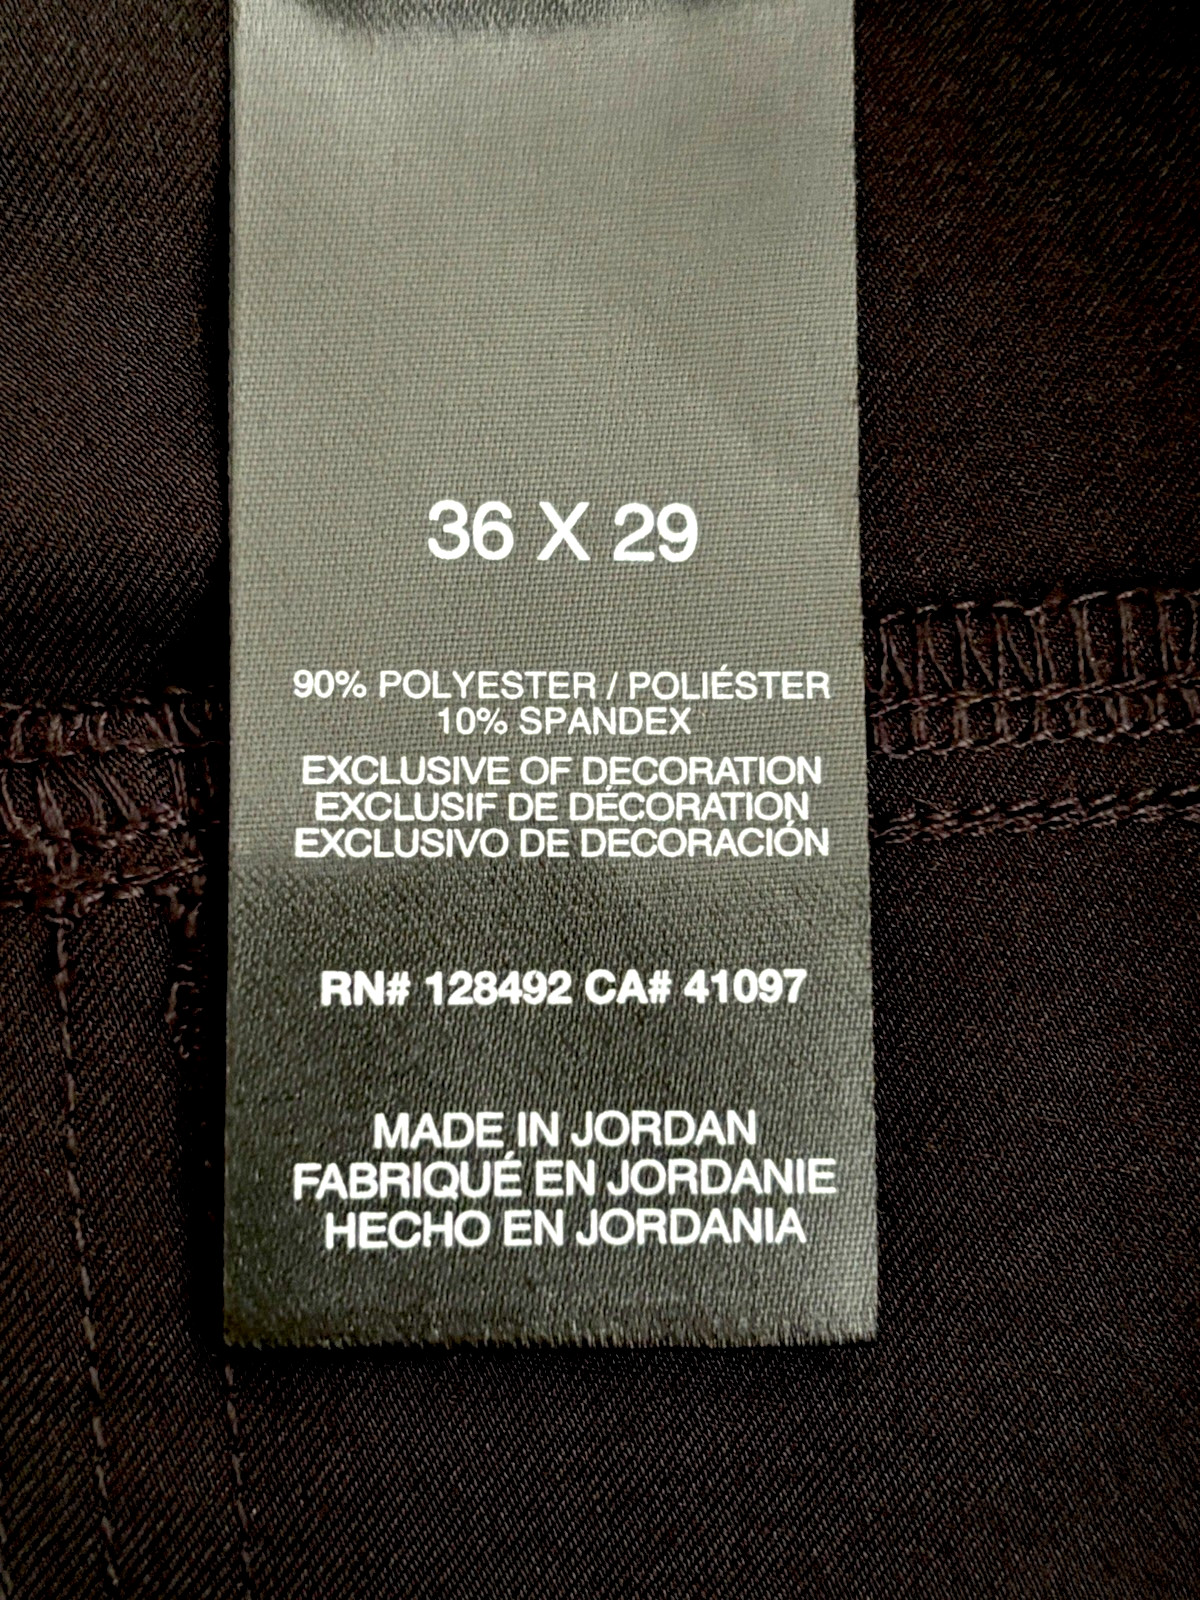 36 X 29
90% POLYESTER / POLIÉSTER
10% SPANDEX
EXCLUSIVE OF DECORATION
EXCLUSIF DE DÉCORATION
EXCLUSIVO DE DECORACIÓN
RN# 128492 CA# 41097
MADE IN JORDAN
FABRIQUÉ EN JORDANIE
HECHO EN JORDANIA